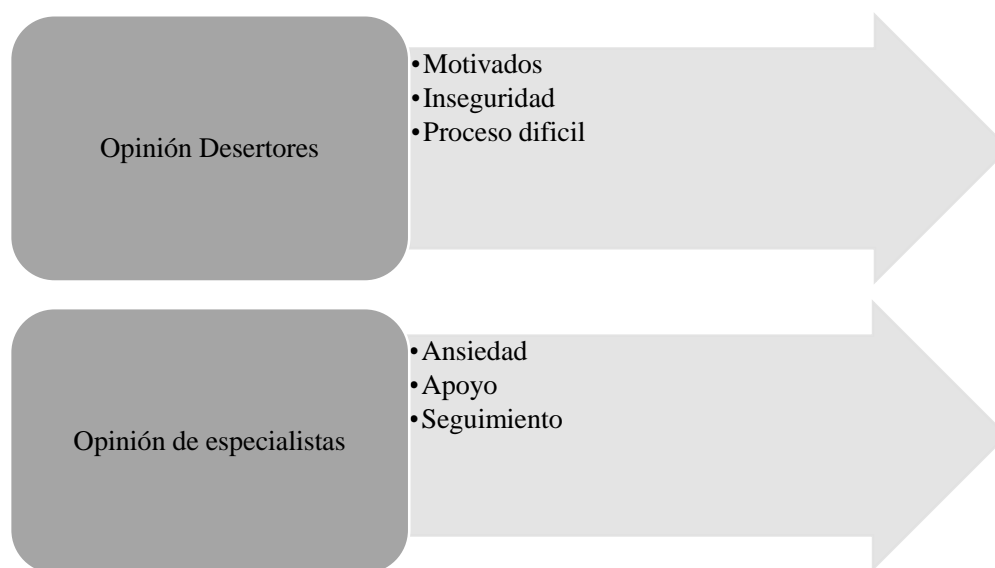 Opinión Desertores
•Motivados
•Inseguridad
•Proceso dificil
Opinión de especialistas
•Ansiedad
•Apoyo
•Seguimiento